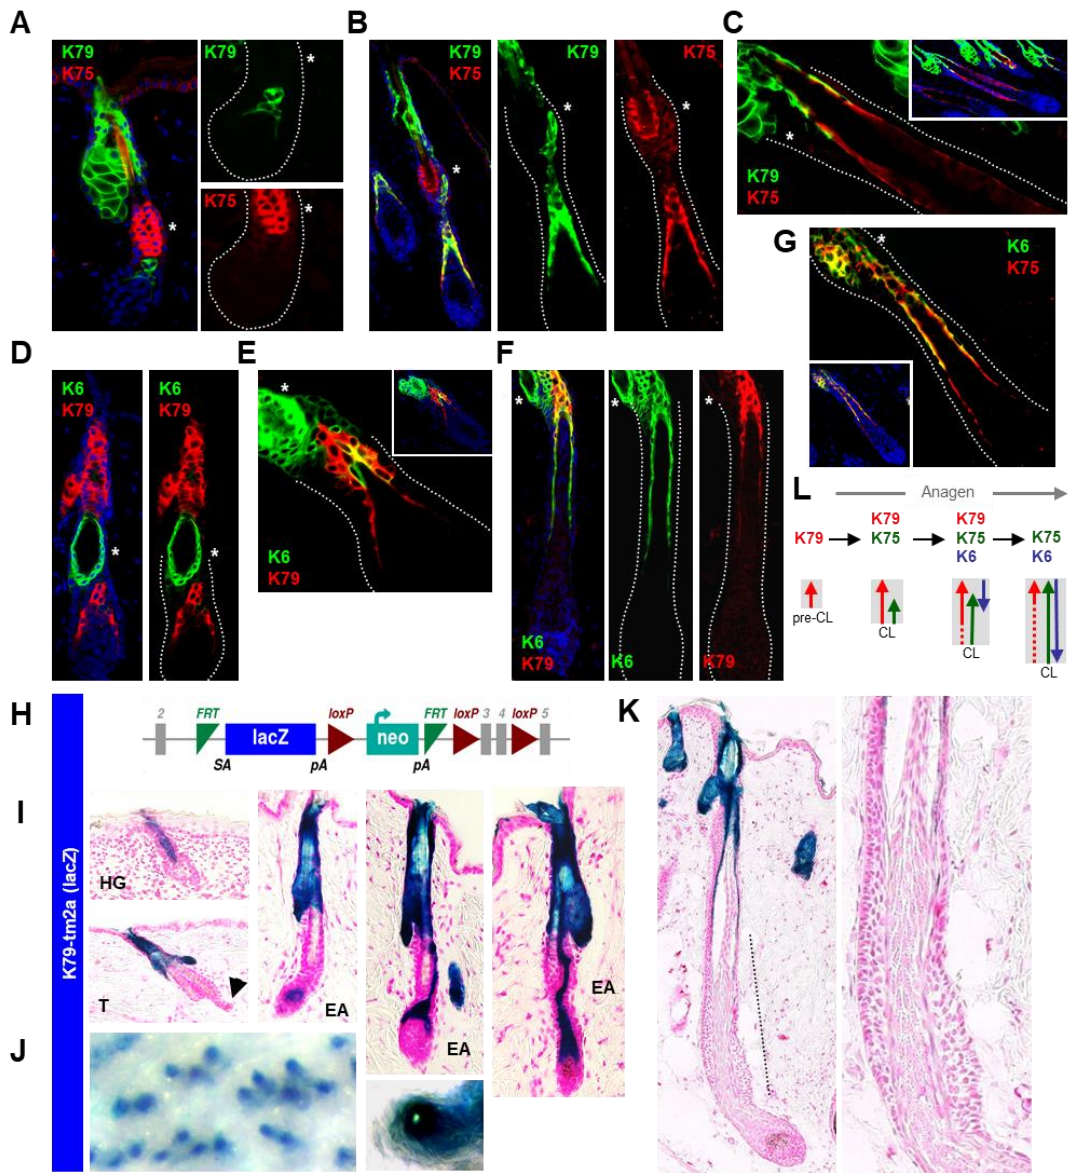 A
K79
K75
K79
*
K75
*
*
B
K79
K75
K79
K75
*
*
*
C
K79
K75
*
G
K6
K75
*
D
K6
K79
K6
K79
*
*
E
K6
K79
*
F
K6
K79
K6
K79
*
*
*
L
Anagen
K79
K79
K75
K79
K75
K6
K75
K6
pre-CL
CL
CL
CL
K79-tm2a (lacZ)
H
2
FRT
loxP
FRT
loxP
3
4
loxP
5
lacZ
neo
SA
pA
pA
I
HG
T
EA
EA
EA
J
K